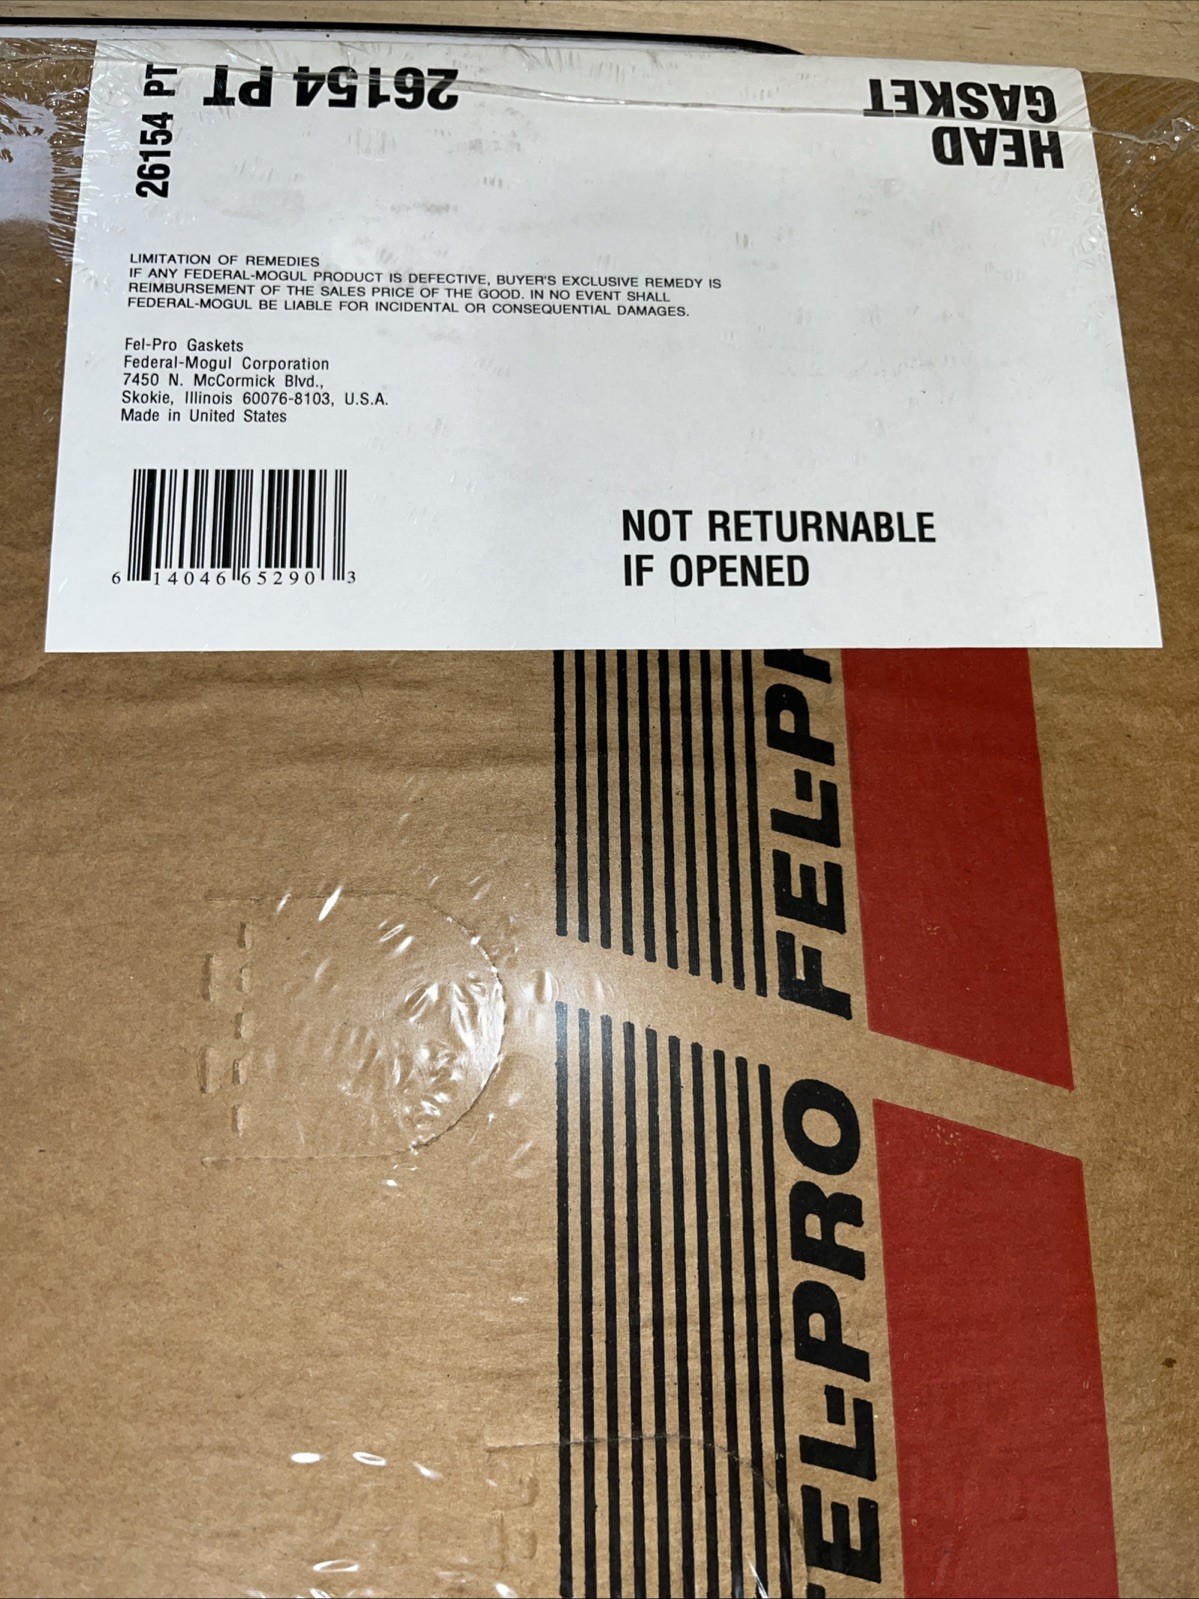 26154 PT
26154 PT
HEAD
GASKET
LIMITATION OF REMEDIES
IF ANY FEDERAL-MOGUL PRODUCT IS DEFECTIVE, BUYER'S EXCLUSIVE REMEDY IS
REIMBURSEMENT OF THE SALES PRICE OF THE GOOD. IN NO EVENT SHALL
FEDERAL-MOGUL BE LIABLE FOR INCIDENTAL OR CONSEQUENTIAL DAMAGES.
Fel-Pro Gaskets
Federal-Mogul Corporation
7450 N. McCormick Blvd.,
Skokie, Illinois 60076-8103, U.S.A.
Made in United States
6 14046 65290 3
NOT RETURNABLE
IF OPENED
FEL-PR
FEL-PRO